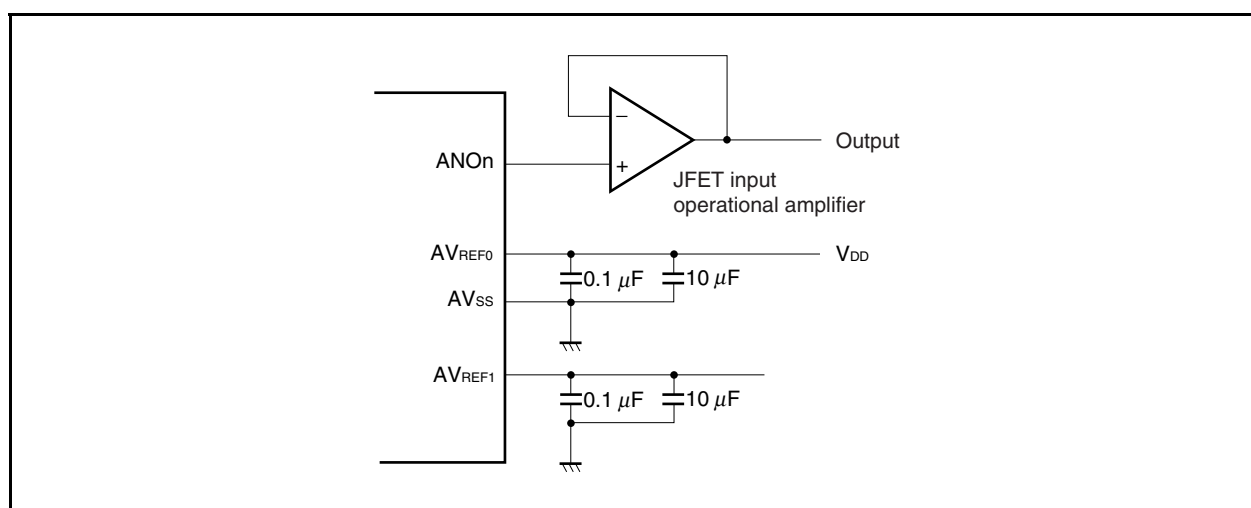 ANOn
−
+
Output
JFET input
operational amplifier
AVREF0
VDD
0.1 μF
10 μF
AVSS
AVREF1
0.1 μF
10 μF